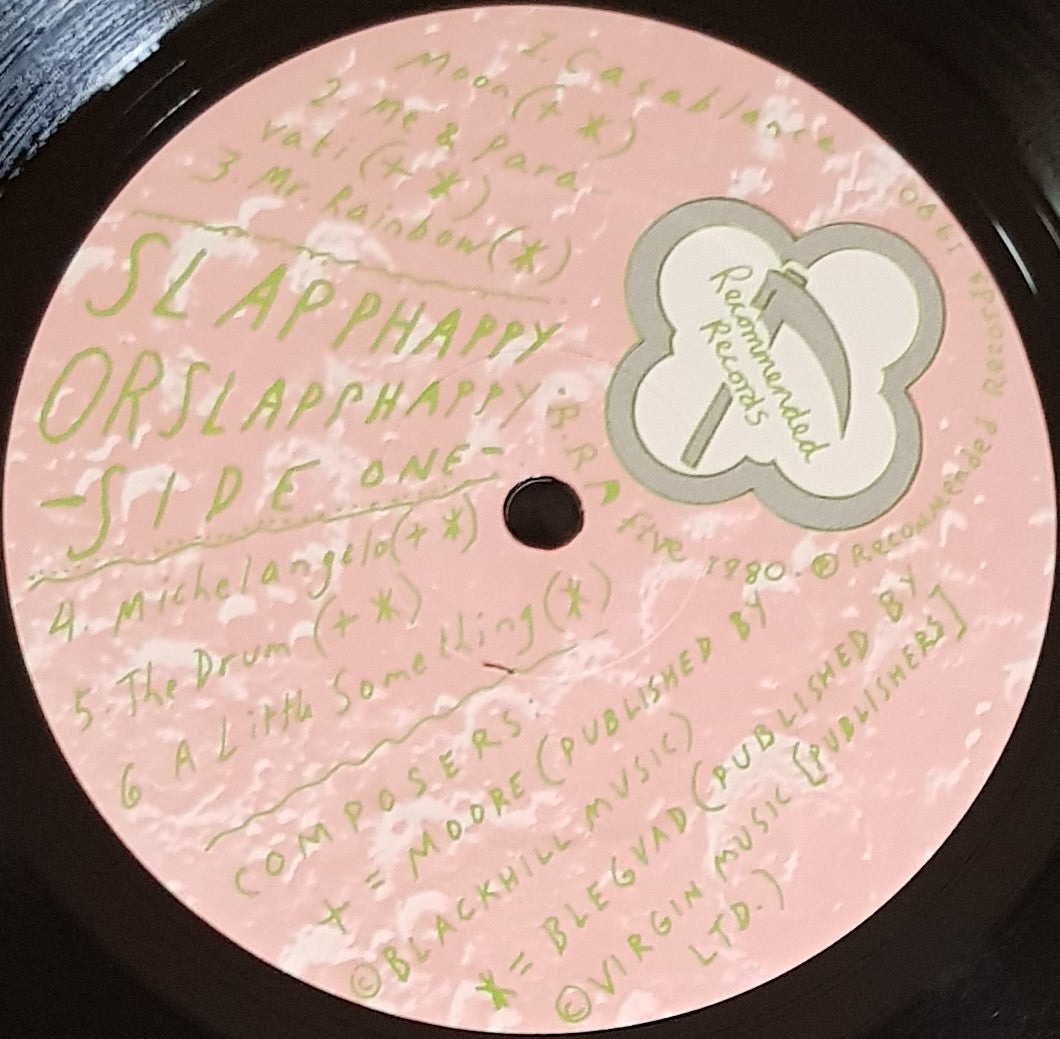 1. Casablanca
Moon (+ *)
2. Me & Para-
vati (+ *)
3. Mr. Rainbow (*)
SLAPPHAPPY
OR SLAPPHAPPY
-SIDE ONE-
4. Michelangelo (+ *)
5. The Drum (+ *)
6 A Little Something (*)
COMPOSERS:
+ = MOORE (PUBLISHED BY
© BLACKHILL MUSIC)
* = BLEGVAD (PUBLISHED BY
© VIRGIN MUSIC [PUBLISHERS]
LTD.)
Recommended
Records
. R.R. FIVE 1980. ℗ Recommended Records 1980